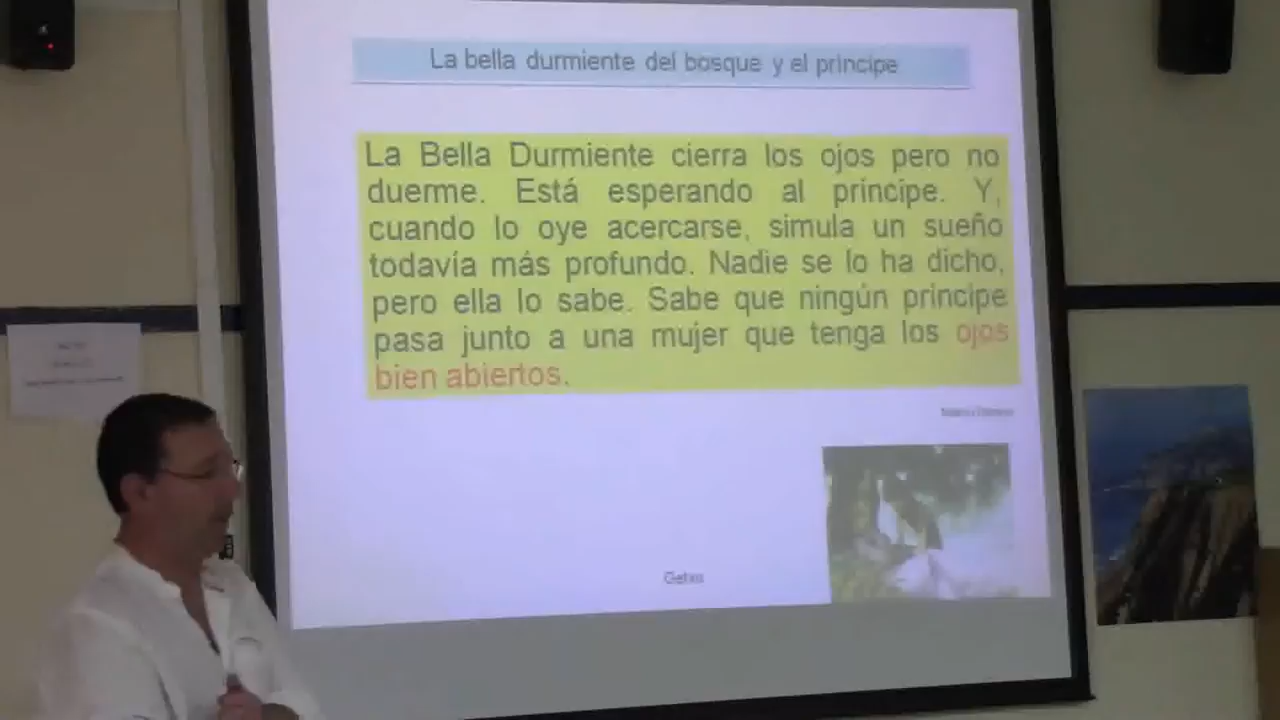 La bella durmiente del bosque y el príncipe
La Bella Durmiente cierra los ojos pero no
duerme. Está esperando al príncipe. Y,
cuando lo oye acercarse, simula un sueño
todavía más profundo. Nadie se lo ha dicho,
pero ella lo sabe. Sabe que ningún príncipe
pasa junto a una mujer que tenga los ojos
bien abiertos.
Getxo